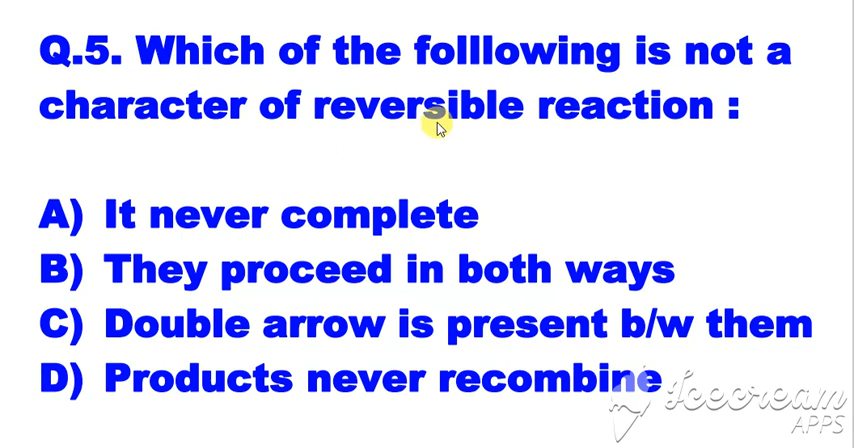 Q.5. Which of the folllowing is not a
character of reversible reaction :
A) It never complete
B) They proceed in both ways
C) Double arrow is present b/w them
D) Products never recombine
Icecream
APPS